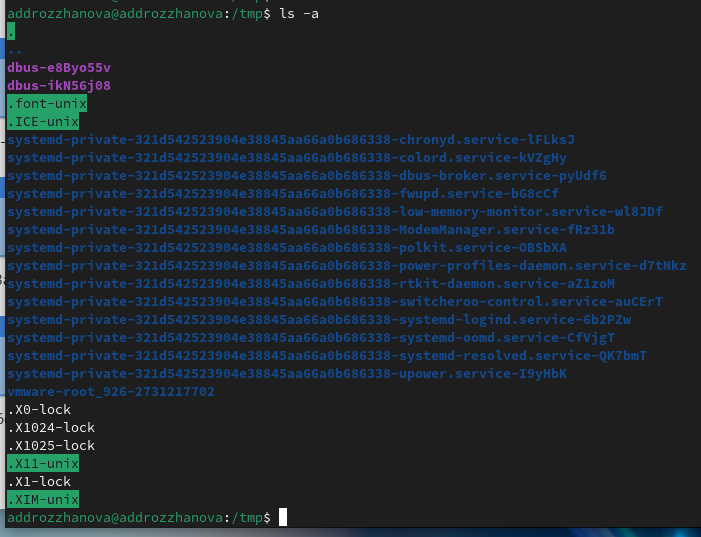 addrozzhanova@addrozzhanova:/tmp$ ls -a
.
..
dbus-e8Byo55v
dbus-ikN56j08
.font-unix
.ICE-unix
systemd-private-321d542523904e38845aa66a0b686338-chronyd.service-lFLksJ
systemd-private-321d542523904e38845aa66a0b686338-colord.service-kVZgHy
systemd-private-321d542523904e38845aa66a0b686338-dbus-broker.service-pyUdf6
systemd-private-321d542523904e38845aa66a0b686338-fwupd.service-bG8cCf
systemd-private-321d542523904e38845aa66a0b686338-low-memory-monitor.service-wl8JDf
systemd-private-321d542523904e38845aa66a0b686338-ModemManager.service-fRz31b
systemd-private-321d542523904e38845aa66a0b686338-polkit.service-OBSbXA
systemd-private-321d542523904e38845aa66a0b686338-power-profiles-daemon.service-d7tNkz
systemd-private-321d542523904e38845aa66a0b686338-rtkit-daemon.service-aZ1zoM
systemd-private-321d542523904e38845aa66a0b686338-switcheroo-control.service-auCErT
systemd-private-321d542523904e38845aa66a0b686338-systemd-logind.service-6b2PZw
systemd-private-321d542523904e38845aa66a0b686338-systemd-oomd.service-CfVjgT
systemd-private-321d542523904e38845aa66a0b686338-systemd-resolved.service-QK7bmT
systemd-private-321d542523904e38845aa66a0b686338-upower.service-I9yHbK
vmware-root_926-2731217702
.X0-lock
.X1024-lock
.X1025-lock
.X11-unix
.X1-lock
.XIM-unix
addrozzhanova@addrozzhanova:/tmp$